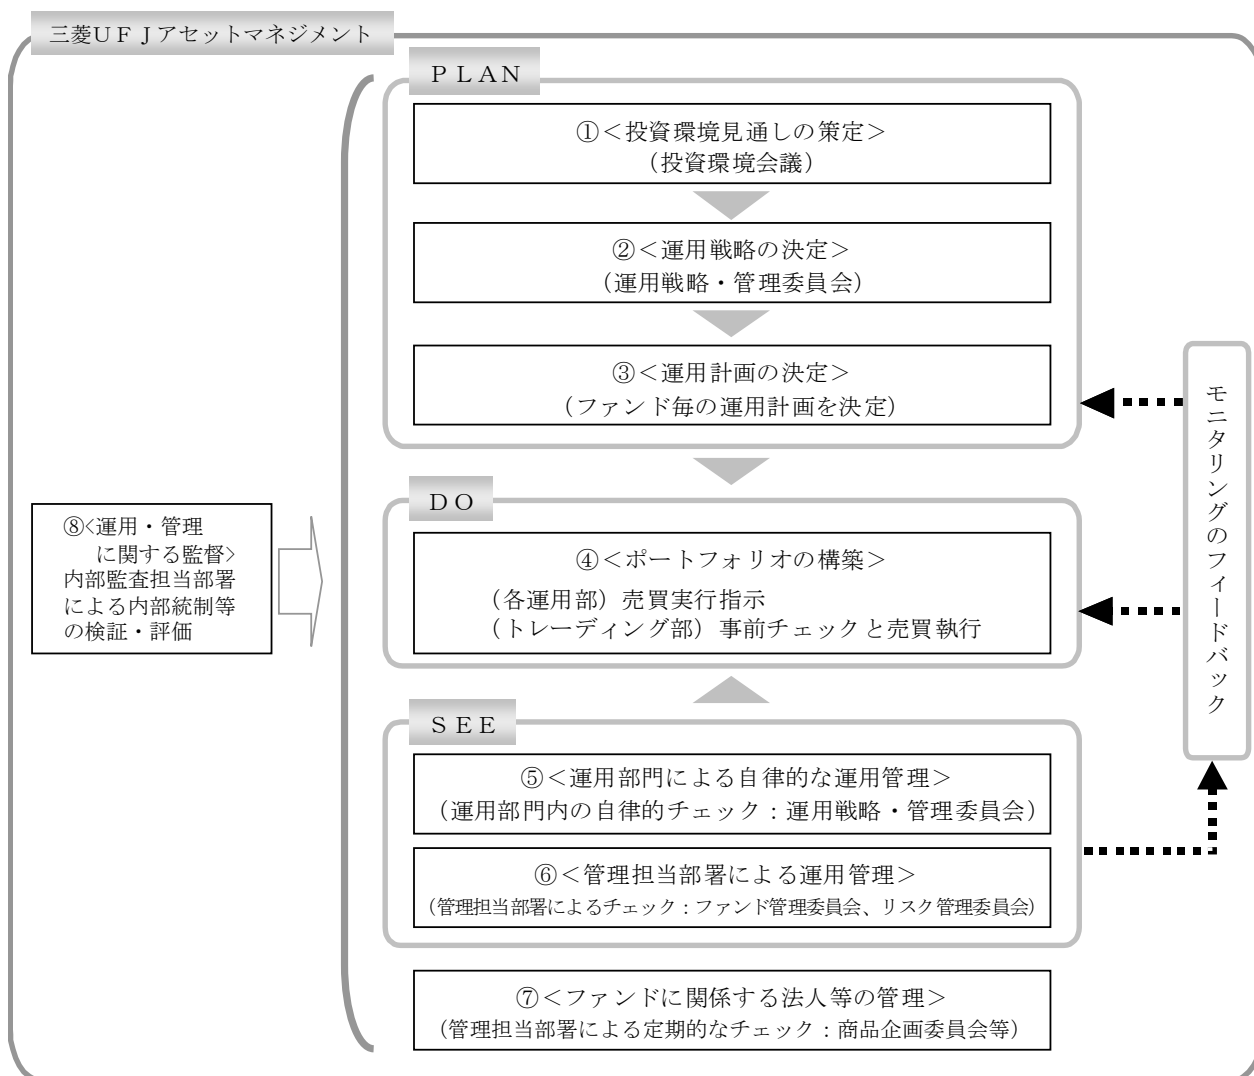 三菱ＵＦＪアセットマネジメント
ＰＬＡＮ
①＜投資環境見通しの策定＞
（投資環境会議）
②＜運用戦略の決定＞
（運用戦略・管理委員会）
③＜運用計画の決定＞
（ファンド毎の運用計画を決定）
ＤＯ
④＜ポートフォリオの構築＞
（各運用部）売買実行指示
（トレーディング部）事前チェックと売買執行
ＳＥＥ
⑤＜運用部門による自律的な運用管理＞
（運用部門内の自律的チェック：運用戦略・管理委員会）
⑥＜管理担当部署による運用管理＞
（管理担当部署によるチェック：ファンド管理委員会、リスク管理委員会）
⑦＜ファンドに関係する法人等の管理＞
（管理担当部署による定期的なチェック：商品企画委員会等）
⑧<運用・管理
に関する監督>
内部監査担当部署
による内部統制等
の検証・評価
モニタリングのフィードバック